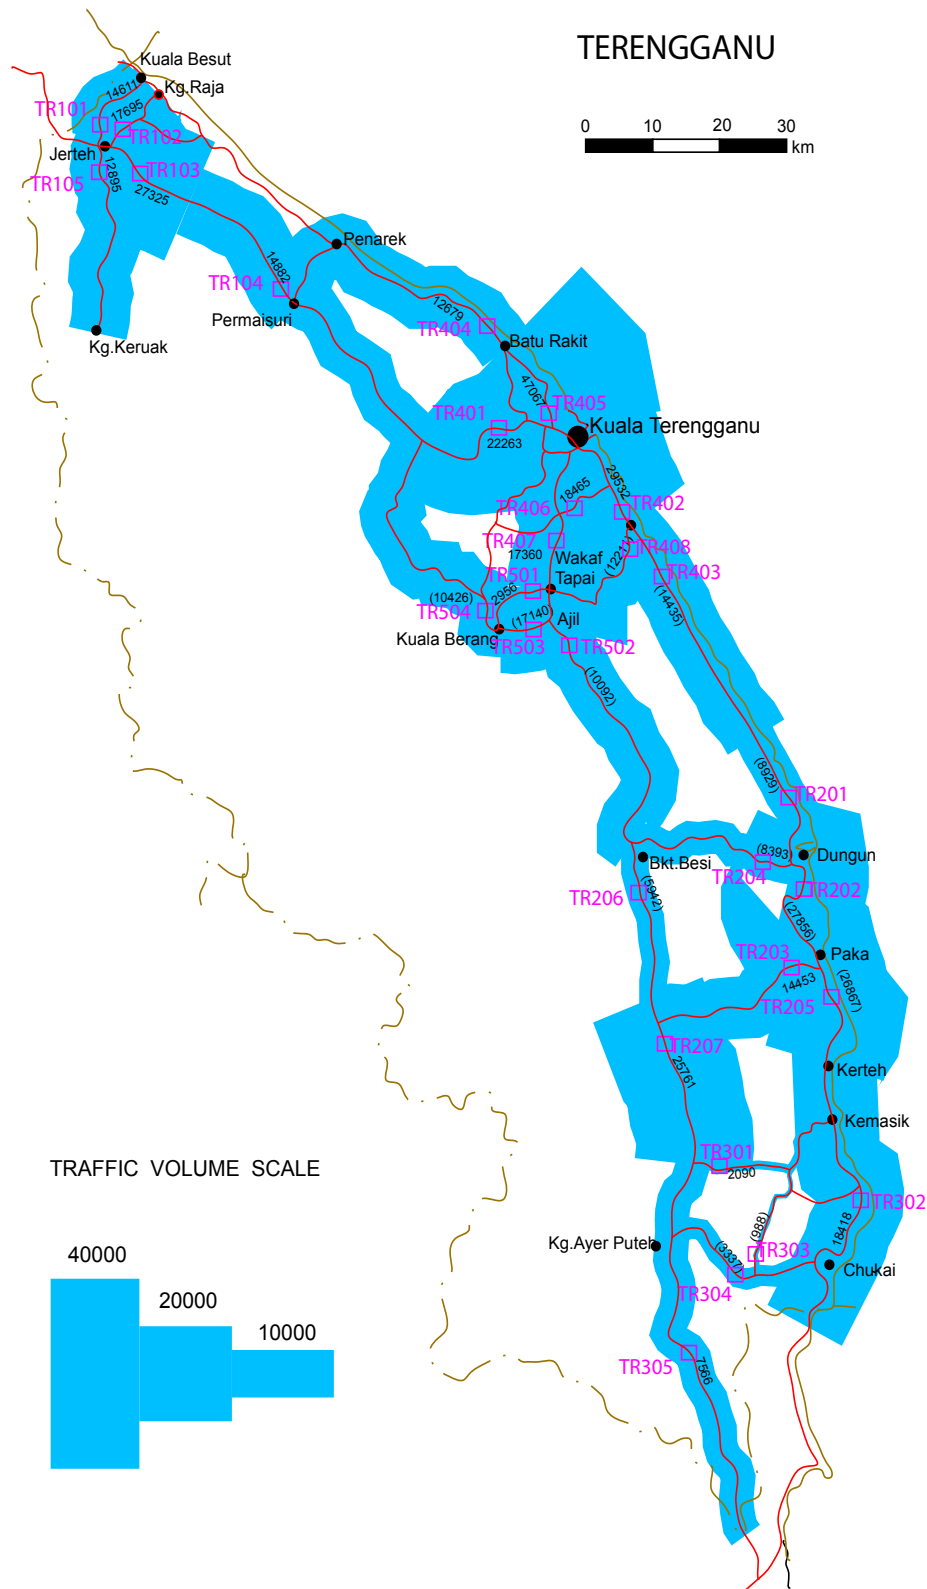 TERENGGANU
0 10 20 30
km
Kuala Besut
14611
Kg.Raja
TR101
17695
TR102
Jerteh
TR105
12895
TR103
27325
Kg.Keruak
Penarek
14882
TR104
Permaisuri
12679
TR404
Batu Rakit
47067
TR405
TR401
22263
Kuala Terengganu
29532
18465
TR406
TR402
TR407
17360
Wakaf
Tapai
(12211)
TR408
TR403
(14435)
TR501
(10426)
2956
TR504
(17140)
Ajil
Kuala Berang
TR503
TR502
(10092)
(8929)
TR201
(8393)
Dungun
Bkt.Besi
TR204
TR206
(5942)
TR202
(27856)
TR203
Paka
14453
(26867)
TR205
TR207
25761
Kerteh
Kemasik
TR301
2090
TR302
18418
(988)
Kg.Ayer Puteh
TR303
(3337)
Chukai
TR304
TR305
7566
TRAFFIC VOLUME SCALE
40000
20000
10000